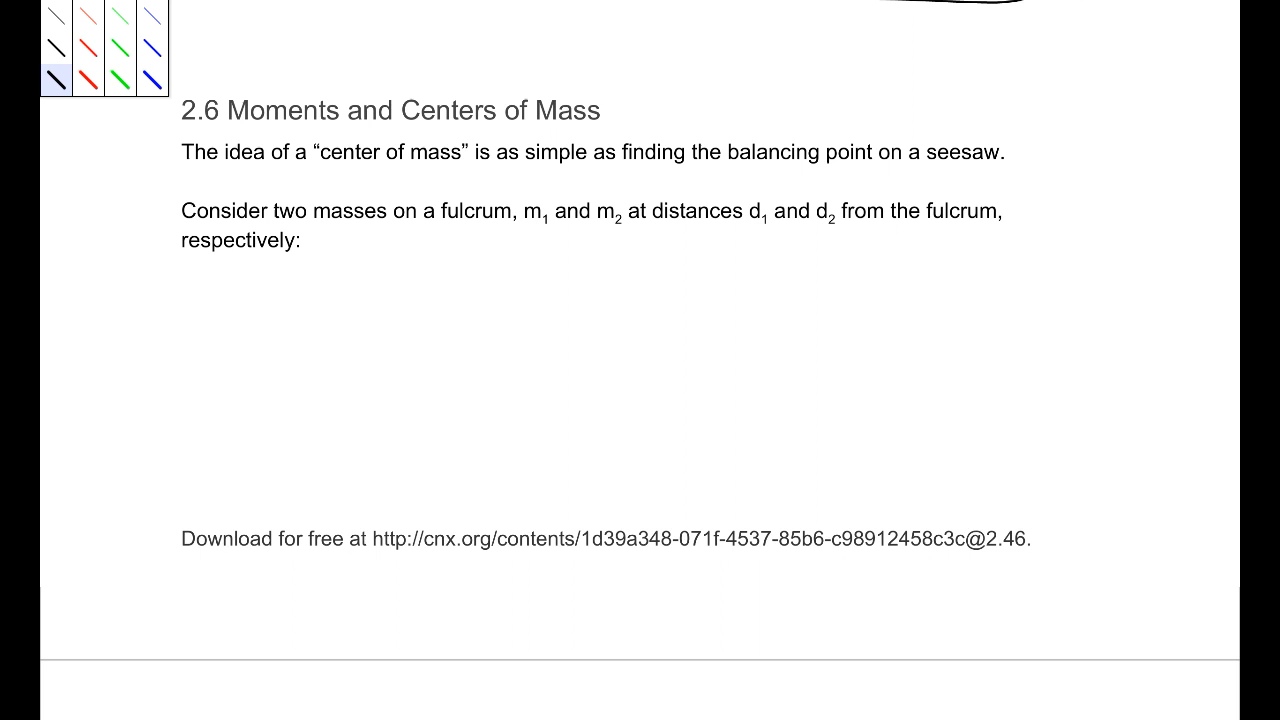 2.6 Moments and Centers of Mass
The idea of a “center of mass” is as simple as finding the balancing point on a seesaw.
Consider two masses on a fulcrum, m₁ and m₂ at distances d₁ and d₂ from the fulcrum,
respectively:
Download for free at http://cnx.org/contents/1d39a348-071f-4537-85b6-c98912458c3c@2.46.